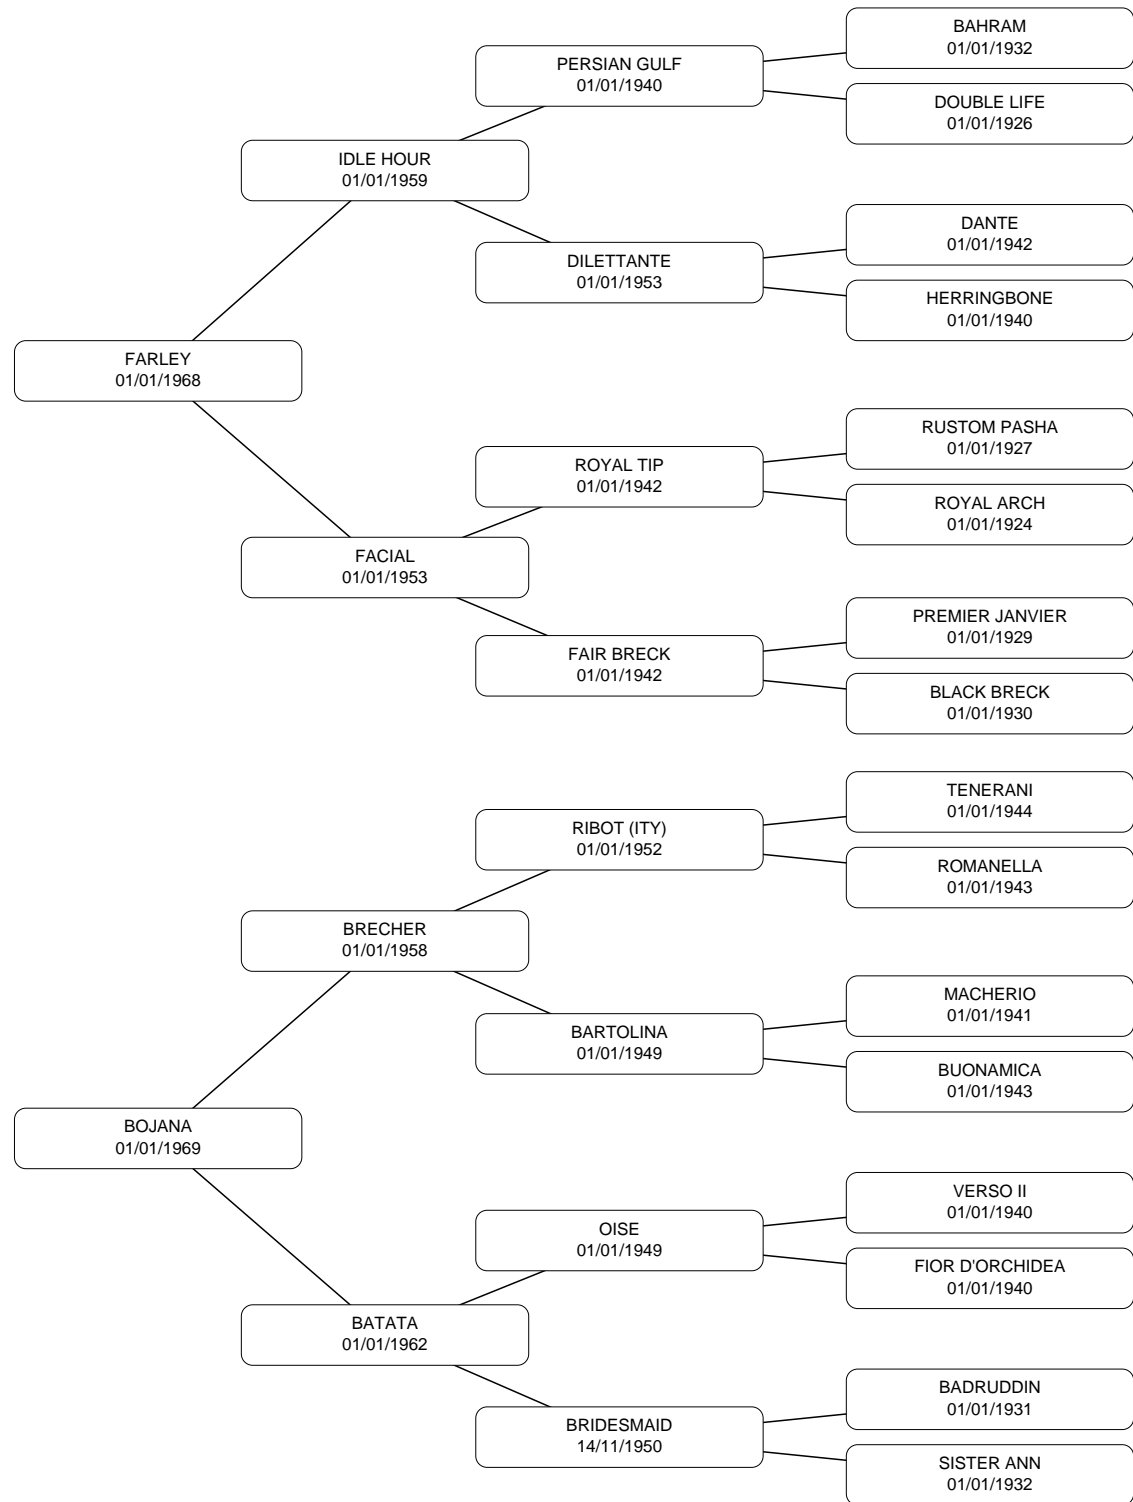 BAHRAM
01/01/1932
PERSIAN GULF
01/01/1940
DOUBLE LIFE
01/01/1926
IDLE HOUR
01/01/1959
DANTE
01/01/1942
DILETTANTE
01/01/1953
HERRINGBONE
01/01/1940
FARLEY
01/01/1968
RUSTOM PASHA
01/01/1927
ROYAL TIP
01/01/1942
ROYAL ARCH
01/01/1924
FACIAL
01/01/1953
PREMIER JANVIER
01/01/1929
FAIR BRECK
01/01/1942
BLACK BRECK
01/01/1930
TENERANI
01/01/1944
RIBOT (ITY)
01/01/1952
ROMANELLA
01/01/1943
BRECHER
01/01/1958
MACHERIO
01/01/1941
BARTOLINA
01/01/1949
BUONAMICA
01/01/1943
BOJANA
01/01/1969
VERSO II
01/01/1940
OISE
01/01/1949
FIOR D'ORCHIDEA
01/01/1940
BATATA
01/01/1962
BADRUDDIN
01/01/1931
BRIDESMAID
14/11/1950
SISTER ANN
01/01/1932